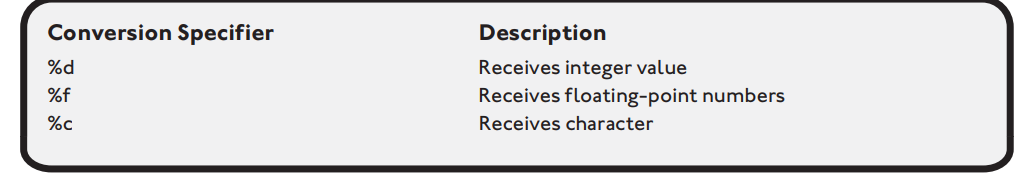 Conversion Specifier Description
%d Receives integer value
%f Receives floating-point numbers
%c Receives character